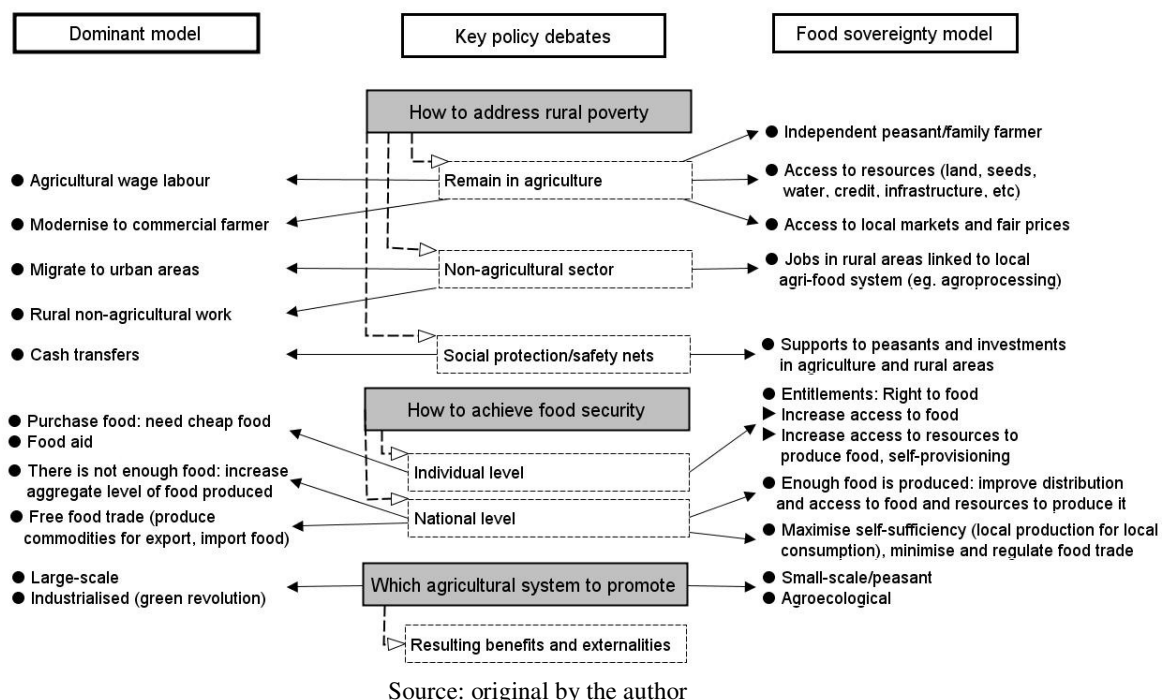 Dominant model
Key policy debates
Food sovereignty model
How to address rural poverty
● Independent peasant/family farmer
● Agricultural wage labour
Remain in agriculture
● Access to resources (land, seeds,
water, credit, infrastructure, etc)
● Modernise to commercial farmer
● Access to local markets and fair prices
● Migrate to urban areas
Non-agricultural sector
● Jobs in rural areas linked to local
agri-food system (eg. agroprocessing)
● Rural non-agricultural work
● Cash transfers
Social protection/safety nets
● Supports to peasants and investments
in agriculture and rural areas
How to achieve food security
● Purchase food: need cheap food
● Food aid
Individual level
● Entitlements: Right to food
► Increase access to food
► Increase access to resources to
produce food, self-provisioning
● There is not enough food: increase
aggregate level of food produced
● Free food trade (produce
commodities for export, import food)
National level
● Enough food is produced: improve distribution
and access to food and resources to produce it
● Maximise self-sufficiency (local production for local
consumption), minimise and regulate food trade
● Large-scale
● Industrialised (green revolution)
Which agricultural system to promote
● Small-scale/peasant
● Agroecological
Resulting benefits and externalities
Source: original by the author